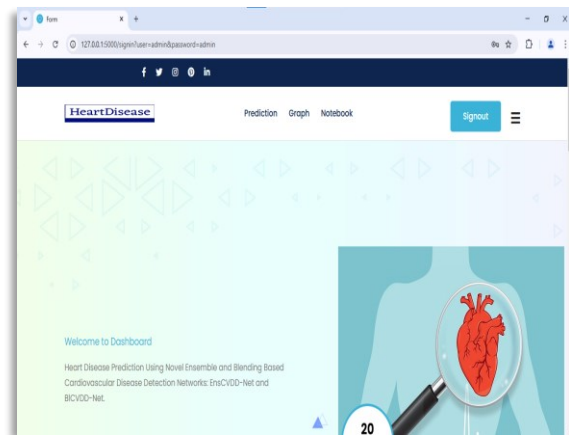 Form
127.0.0.1:5000/signin?user=admin&password=admin
HeartDisease
Prediction Graph Notebook
Signout
Welcome to Dashboard
Heart Disease Prediction Using Novel Ensemble and Blending Based
Cardiovascular Disease Detection Networks: EnsCVDD-Net and
BlCVDD-Net.
20